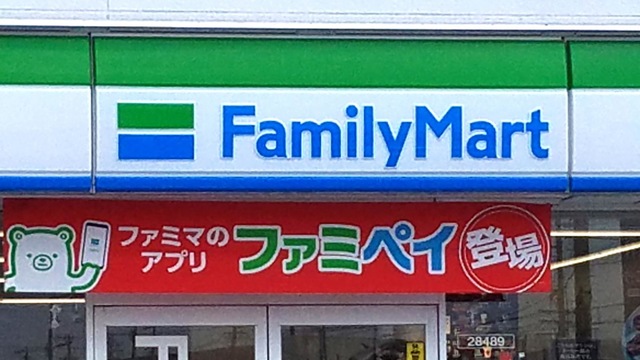 FamilyMart
ファミマの
アプリ
ファミペイ
登場
28489